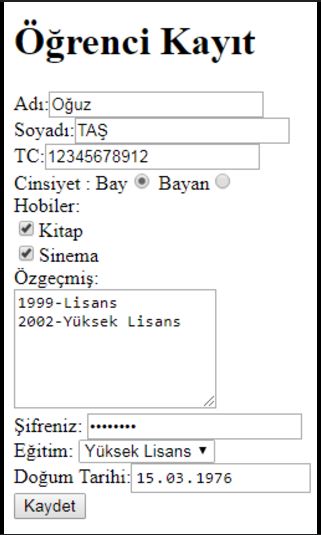 Öğrenci Kayıt
Adı: Oğuz
Soyadı: TAŞ
TC: 12345678912
Cinsiyet : Bay Bayan
Hobiler:
Kitap
Sinema
Özgeçmiş:
1999-Lisans
2002-Yüksek Lisans
Şifreniz: ••••••••
Eğitim: Yüksek Lisans
Doğum Tarihi: 15.03.1976
Kaydet